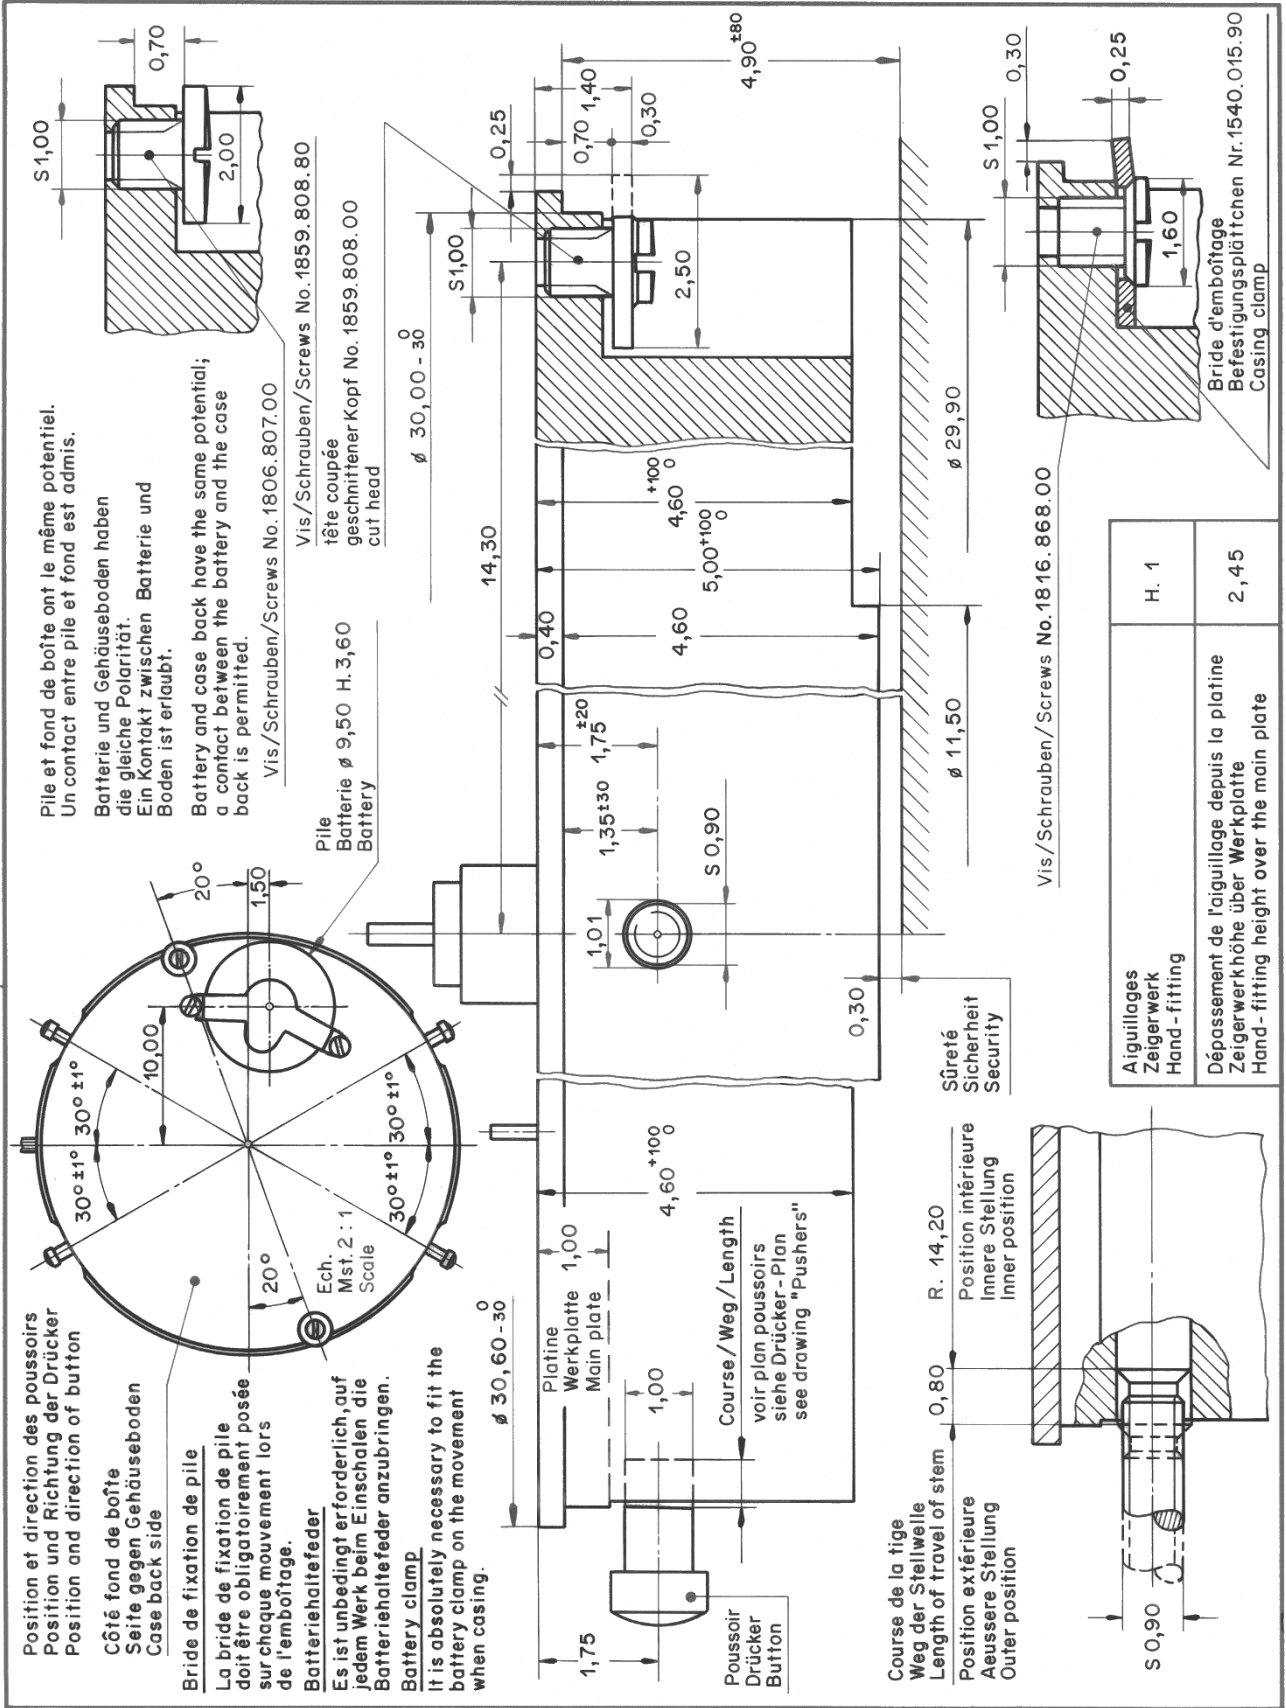 Position et direction des poussoirs
Position und Richtung der Drücker
Position and direction of button
Côté fond de boîte
Seite gegen Gehäuseboden
Case back side
Bride de fixation de pile
La bride de fixation de pile
doit être obligatoirement posée
sur chaque mouvement lors
de l'emboîtage.
Batteriehaltefeder
Es ist unbedingt erforderlich, auf
jedem Werk beim Einschalen die
Batteriehaltefeder anzubringen.
Battery clamp
It is absolutely necessary to fit the
battery clamp on the movement
when casing.
30°±1°
30°±1°
30°±1°
30°±1°
10,00
20°
20°
1,50
Ech.
Mst. 2 : 1
Scale
Pile
Batterie ø 9,50 H. 3,60
Battery
Pile et fond de boîte ont le même potentiel.
Un contact entre pile et fond est admis.
Batterie und Gehäuseboden haben
die gleiche Polarität.
Ein Kontakt zwischen Batterie und
Boden ist erlaubt.
Battery and case back have the same potential;
a contact between the battery and the case
back is permitted.
Vis/Schrauben/Screws No. 1806.807.00
S 1,00
0,70
2,00
Vis/Schrauben/Screws No. 1859.808.80
tête coupée
geschnittener Kopf No. 1859.808.00
cut head
ø 30,60 - 30 0
ø 30,00 - 30 0
14,30
S 1,00
0,25
0,70
1,40
0,30
4,90 ±80
2,50
Platine
Werkplatte
Main plate
1,00
4,60 +100 0
1,00
Course/Weg/Length
voir plan poussoirs
siehe Drücker-Plan
see drawing "Pushers"
1,75
Poussoir
Drücker
Button
1,75 ±20
1,35 ±30
1,01
S 0,90
0,40
4,60
5,00 +100 0
4,60 +100 0
0,30
Sûreté
Sicherheit
Security
ø 11,50
ø 29,90
Course de la tige
Weg der Stellwelle
Length of travel of stem
Position extérieure
Aeussere Stellung
Outer position
0,80
R. 14,20
Position intérieure
Innere Stellung
Inner position
S 0,90
Vis/Schrauben/Screws No. 1816.868.00
S 1,00
0,30
0,25
1,60
Bride d'emboîtage
Befestigungsplättchen Nr. 1540.015.90
Casing clamp
Aiguillages
Zeigerwerk
Hand-fitting
H. 1
Dépassement de l'aiguillage depuis la platine
Zeigerwerkhöhe über Werkplatte
Hand-fitting height over the main plate
2,45